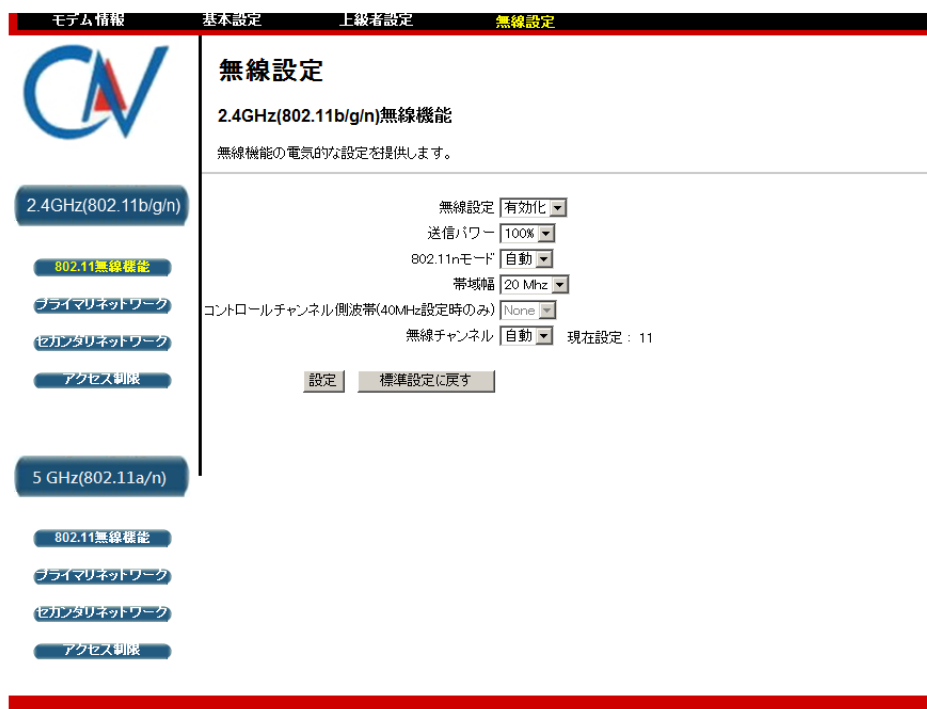 モデム情報 基本設定 上級者設定 無線設定
CNV
無線設定
2.4GHz(802.11b/g/n)無線機能
無線機能の電気的な設定を提供します。
2.4GHz(802.11b/g/n)
802.11無線機能
プライマリネットワーク
セカンダリネットワーク
アクセス制限
5 GHz(802.11a/n)
802.11無線機能
プライマリネットワーク
セカンダリネットワーク
アクセス制限
無線設定 有効化
送信パワー 100%
802.11nモード 自動
帯域幅 20 Mhz
コントロールチャンネル側波帯(40MHz設定時のみ) None
無線チャンネル 自動 現在設定 : 11
設定 標準設定に戻す